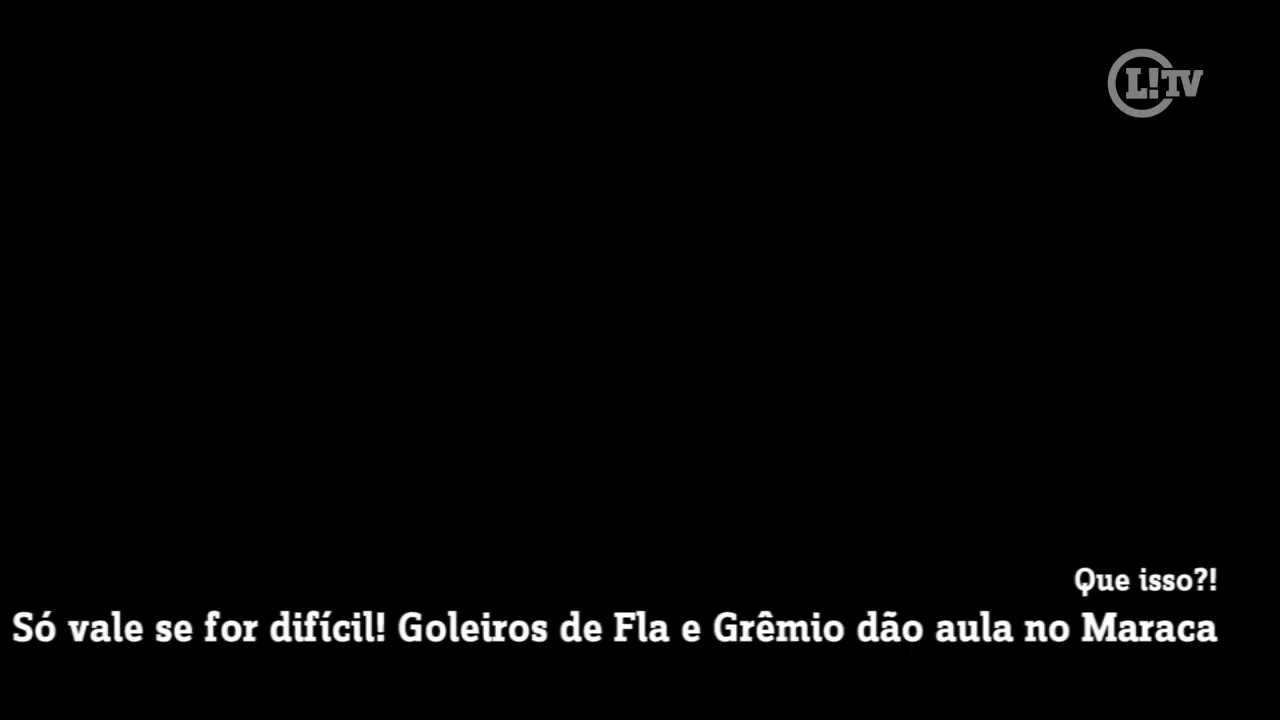 L!TV
Que isso?!
Só vale se for difícil! Goleiros de Fla e Grêmio dão aula no Maraca